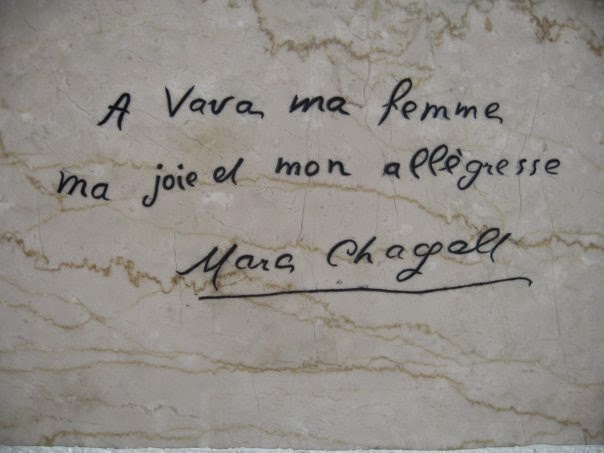 A Vava ma femme
ma joie et mon allègresse
Marc Chagall